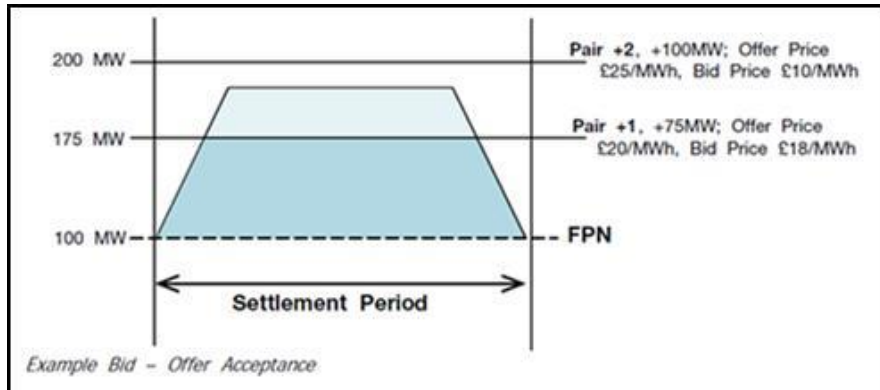 200 MW
Pair +2, +100MW; Offer Price
£25/MWh, Bid Price £10/MWh
175 MW
Pair +1, +75MW; Offer Price
£20/MWh, Bid Price £18/MWh
100 MW
FPN
Settlement Period
Example Bid – Offer Acceptance